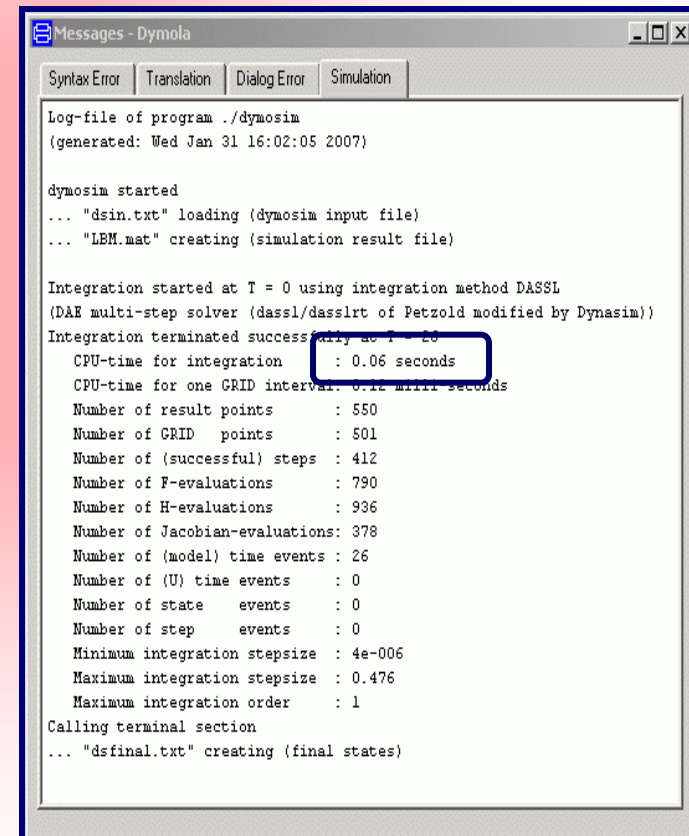 Messages - Dymola
Syntax Error Translation Dialog Error Simulation
Log-file of program ./dymosim
(generated: Wed Jan 31 16:02:05 2007)
dymosim started
... "dsin.txt" loading (dymosim input file)
... "LBM.mat" creating (simulation result file)
Integration started at T = 0 using integration method DASSL
(DAE multi-step solver (dassl/dasslrt of Petzold modified by Dynasim))
Integration terminated successfully at T = 26
CPU-time for integration : 0.06 seconds
CPU-time for one GRID interval: 0.12 milli-seconds
Number of result points : 550
Number of GRID points : 501
Number of (successful) steps : 412
Number of F-evaluations : 790
Number of H-evaluations : 936
Number of Jacobian-evaluations: 378
Number of (model) time events : 26
Number of (U) time events : 0
Number of state events : 0
Number of step events : 0
Minimum integration stepsize : 4e-006
Maximum integration stepsize : 0.476
Maximum integration order : 1
Calling terminal section
... "dsfinal.txt" creating (final states)